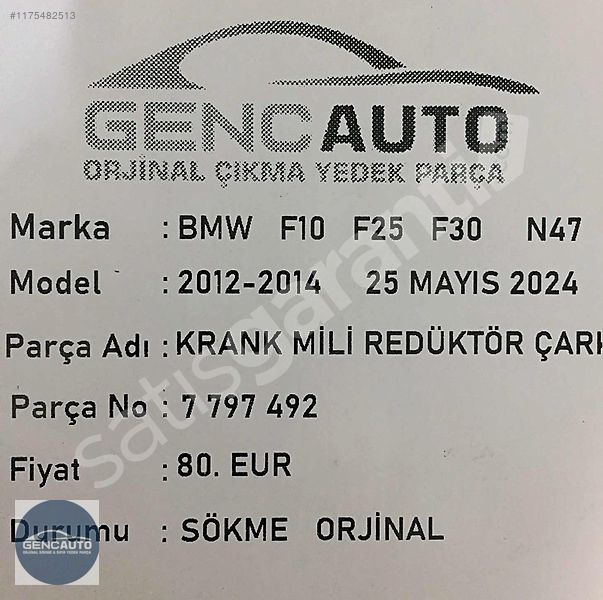 #1175482513
GENCAUTO
ORJİNAL ÇIKMA YEDEK PARÇA
Marka : BMW F10 F25 F30 N47
Model : 2012-2014 25 MAYIS 2024
Parça Adı : KRANK MİLİ REDÜKTÖR ÇARK
Parça No : 7 797 492
Fiyat : 80. EUR
Durumu : SÖKME ORJİNAL
satisgaranti
GENCAUTO